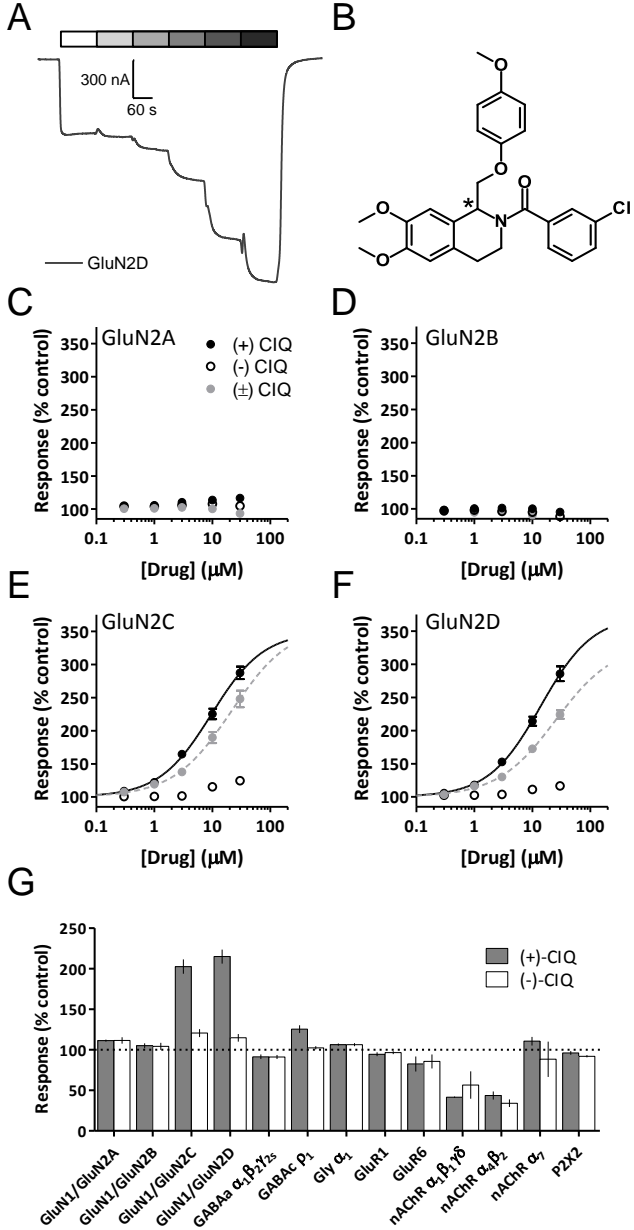 A
300 nA
60 s
GluN2D
B
O
O
O
O
O
N
Cl
*
C
D
GluN2A
(+) CIQ
(-) CIQ
(±) CIQ
GluN2B
Response (% control)
350
300
250
200
150
100
0.1 1 10 100
[Drug] (µM)
Response (% control)
350
300
250
200
150
100
0.1 1 10 100
[Drug] (µM)
E
F
GluN2C
GluN2D
Response (% control)
350
300
250
200
150
100
0.1 1 10 100
[Drug] (µM)
Response (% control)
350
300
250
200
150
100
0.1 1 10 100
[Drug] (µM)
G
Response (% control)
250
200
150
100
50
0
(+)-CIQ
(-)-CIQ
GluN1/GluN2A
GluN1/GluN2B
GluN1/GluN2C
GluN1/GluN2D
GABAa α1β2γ2s
GABAc ρ1
Gly α1
GluR1
GluR6
nAChR α1β1γδ
nAChR α4β2
nAChR α7
P2X2